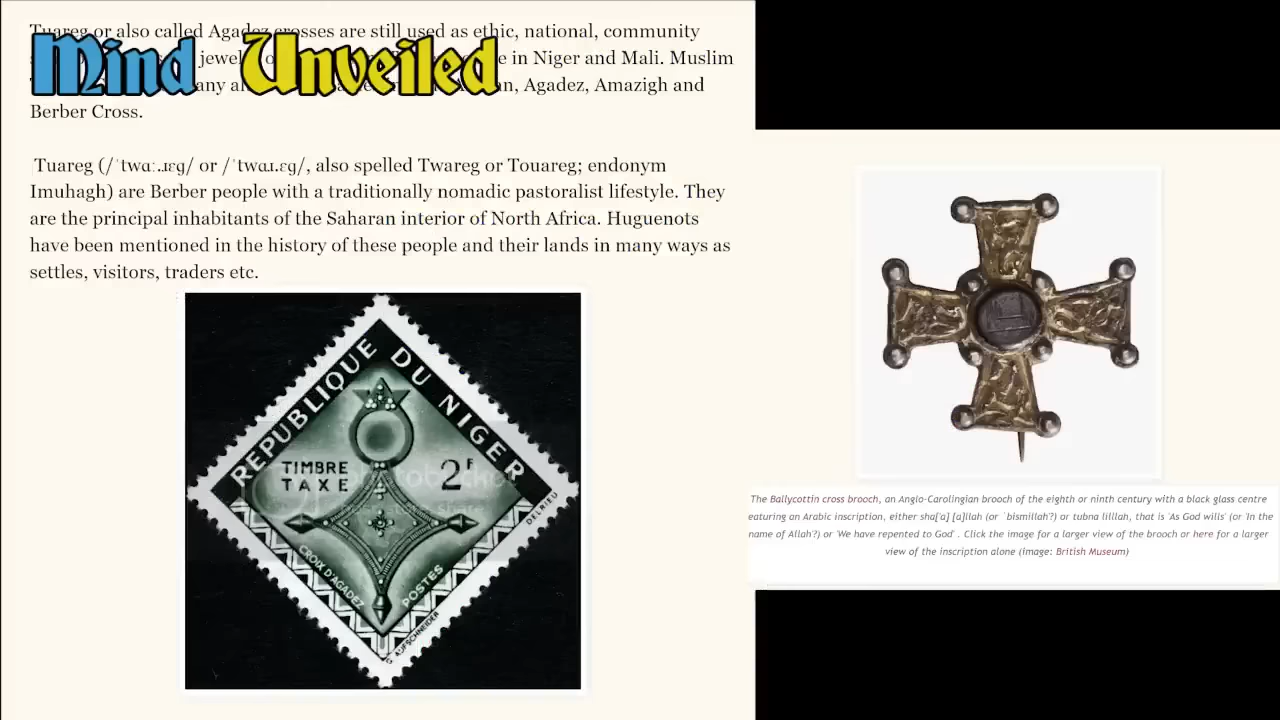 Tuareg or also called Agadez crosses are still used as ethic, national, community
jewel
e in Niger and Mali. Muslim
any al
an, Agadez, Amazigh and
Berber Cross.
Mind Unveiled
Tuareg (/ˈtwɑː.ɹɛɡ/ or /ˈtwɑɪ.ɛɡ/, also spelled Twareg or Touareg; endonym
Imuhagh) are Berber people with a traditionally nomadic pastoralist lifestyle. They
are the principal inhabitants of the Saharan interior of North Africa. Huguenots
have been mentioned in the history of these people and their lands in many ways as
settles, visitors, traders etc.
REPUBLIQUE DU NIGER
TIMBRE
TAXE
2F
CROIX D'AGADEZ
POSTES
DELRIEU
G. AUFSCHNEIDER
The Ballycottin cross brooch, an Anglo-Carolingian brooch of the eighth or ninth century with a black glass centre
eaturing an Arabic inscription, either sha['a] [a]llah (or `bismillah'?) or tubna lilllah, that is 'As God wills' (or 'In the
name of Allah'?) or 'We have repented to God' . Click the image for a larger view of the brooch or here for a larger
view of the inscription alone (image: British Museum)